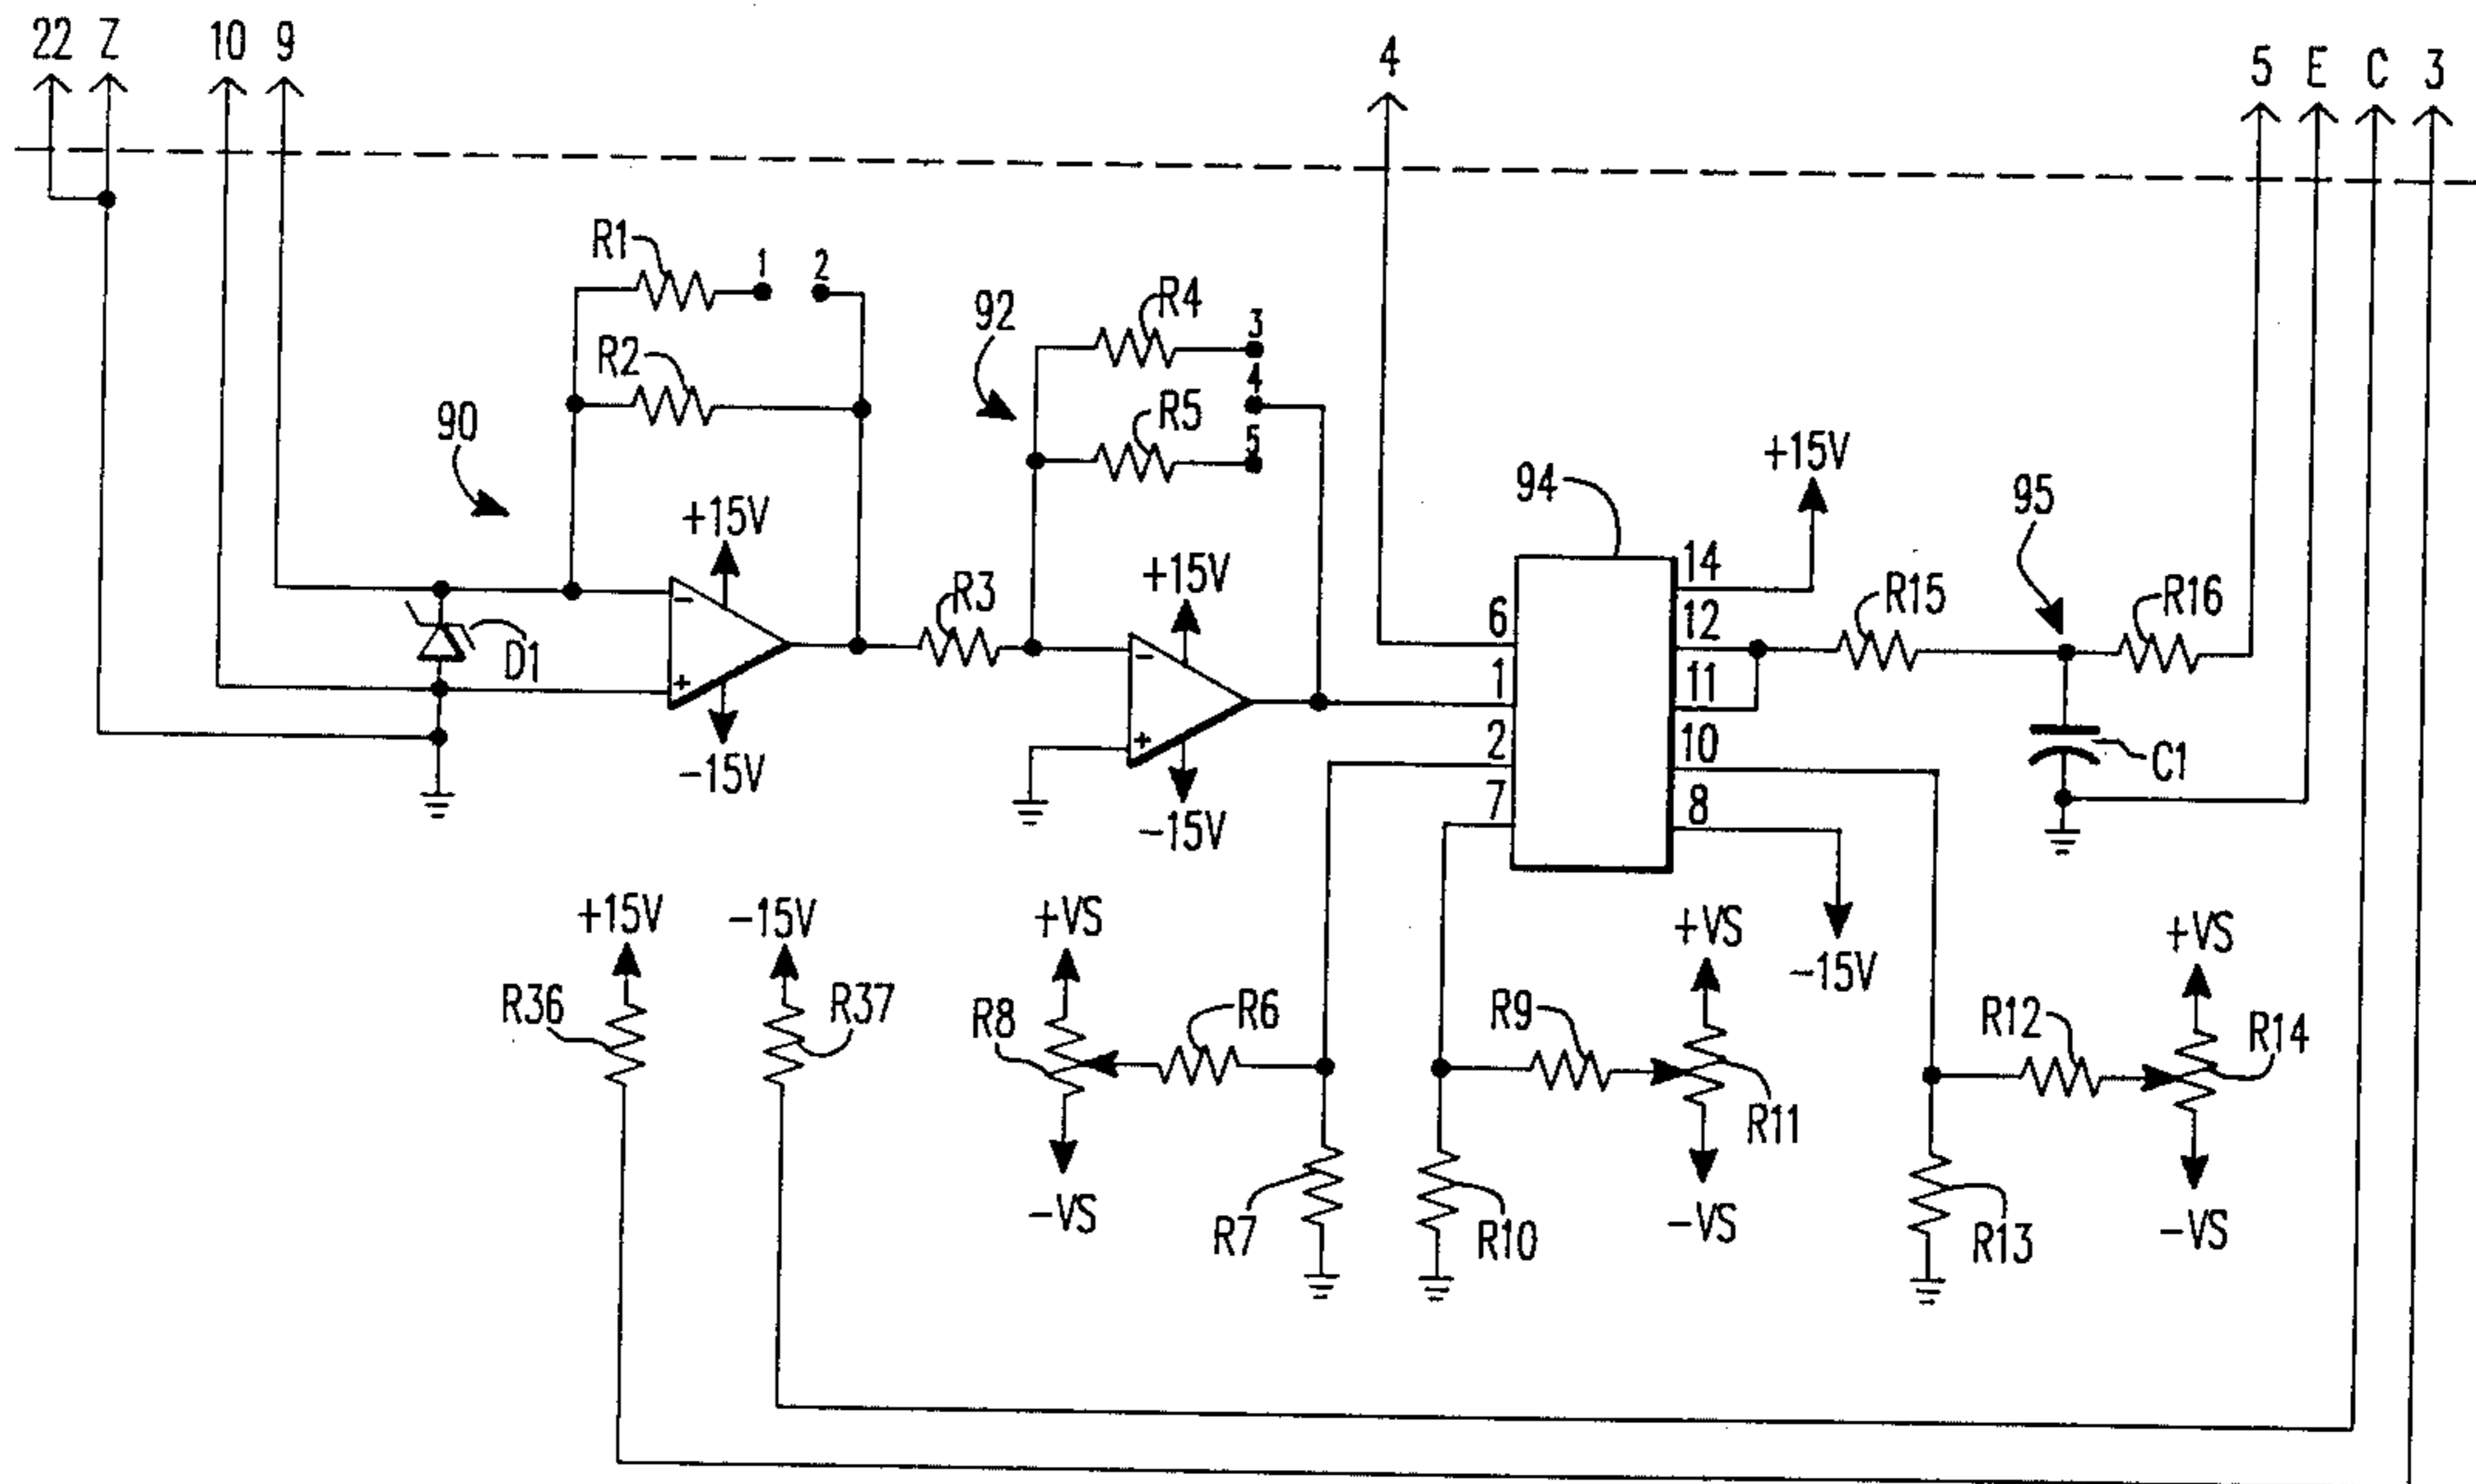 22 Z 10 9 4 5 E C 3
R1 1 2
R2
92 R4 3
4
R5 5
90
+15V
94
+15V
95
+15V
R3
D1
-15V
-15V
6
1
2
7
14
12
11
10
8
R15
R16
C1
-15V
+15V
-15V
R36
R37
+VS
R8
R6
-VS
R7
R9
+VS
R11
-VS
R10
R12
+VS
R14
-VS
R13